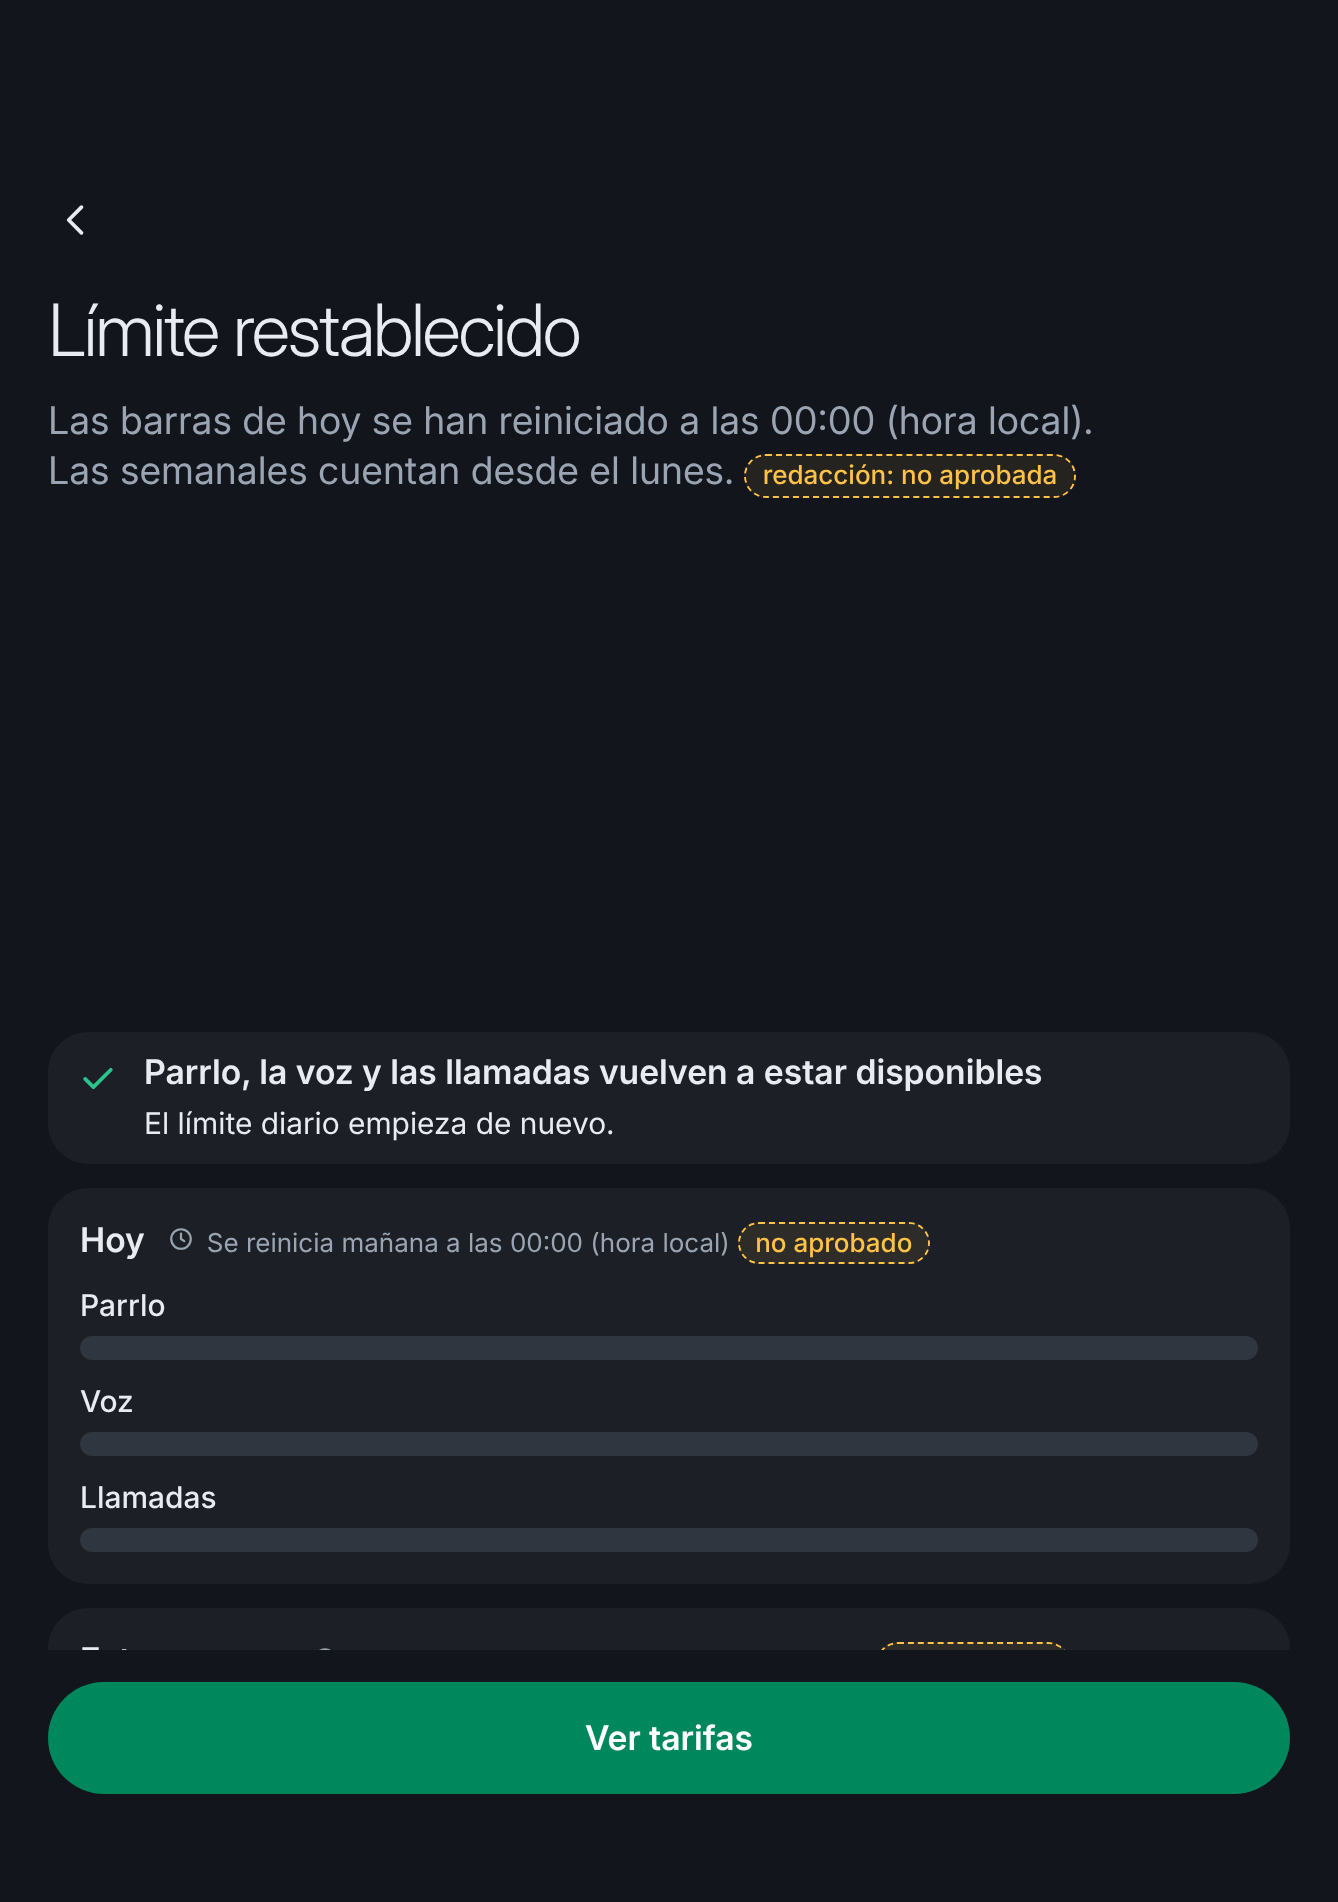 Límite restablecido
Las barras de hoy se han reiniciado a las 00:00 (hora local).
Las semanales cuentan desde el lunes. redacción: no aprobada
Parrlo, la voz y las llamadas vuelven a estar disponibles
El límite diario empieza de nuevo.
Hoy Se reinicia mañana a las 00:00 (hora local) no aprobado
Parrlo
Voz
Llamadas
Ver tarifas